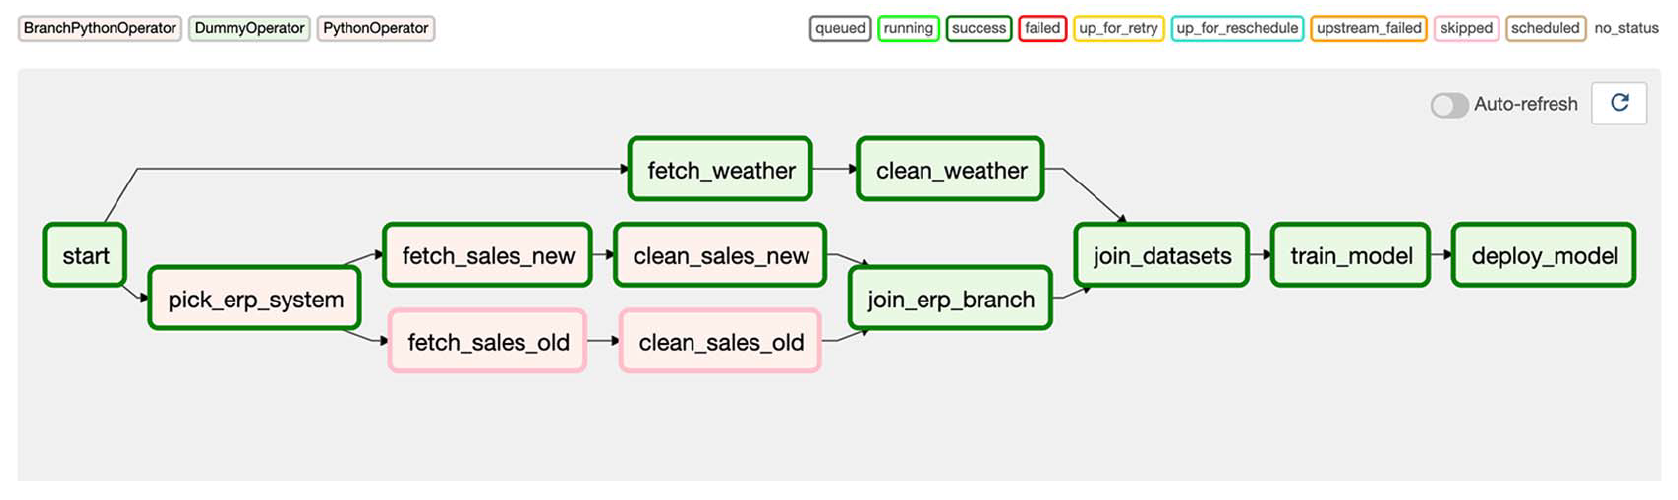 BranchPythonOperator DummyOperator PythonOperator queued running success failed up_for_retry up_for_reschedule upstream_failed skipped scheduled no_status
Auto-refresh
fetch_weather clean_weather
start fetch_sales_new clean_sales_new join_datasets train_model deploy_model
pick_erp_system join_erp_branch
fetch_sales_old clean_sales_old